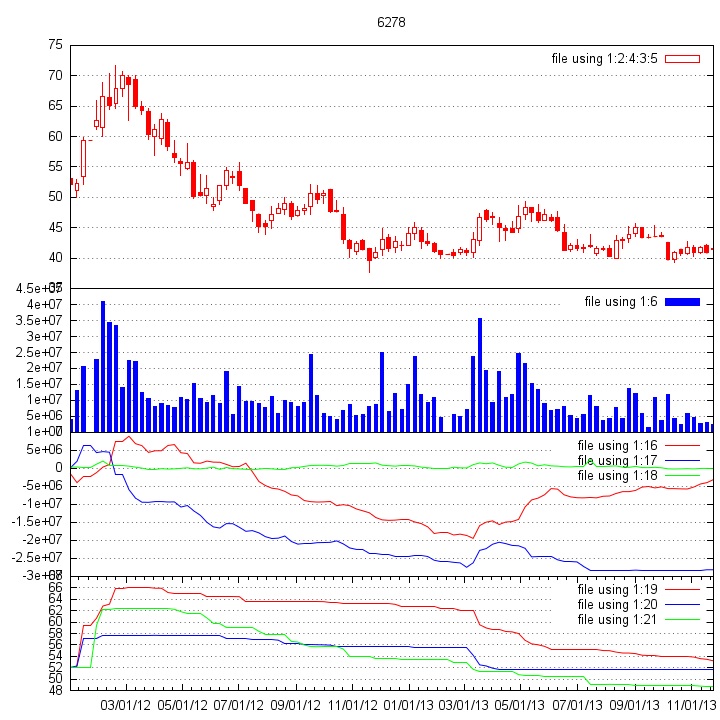 6278
75
file using 1:2:4:3:5
70
65
60
55
50
45
40
4.5e+07
file using 1:6
4e+07
3.5e+07
3e+07
2.5e+07
2e+07
1.5e+07
1e+07
5e+06
file using 1:16
5e+06
file using 1:17
0
file using 1:18
-5e+06
-1e+07
-1.5e+07
-2e+07
-2.5e+07
-3e+07
66
file using 1:19
64
file using 1:20
62
file using 1:21
60
58
56
54
52
50
48
03/01/12 05/01/12 07/01/12 09/01/12 11/01/12 01/01/13 03/01/13 05/01/13 07/01/13 09/01/13 11/01/13